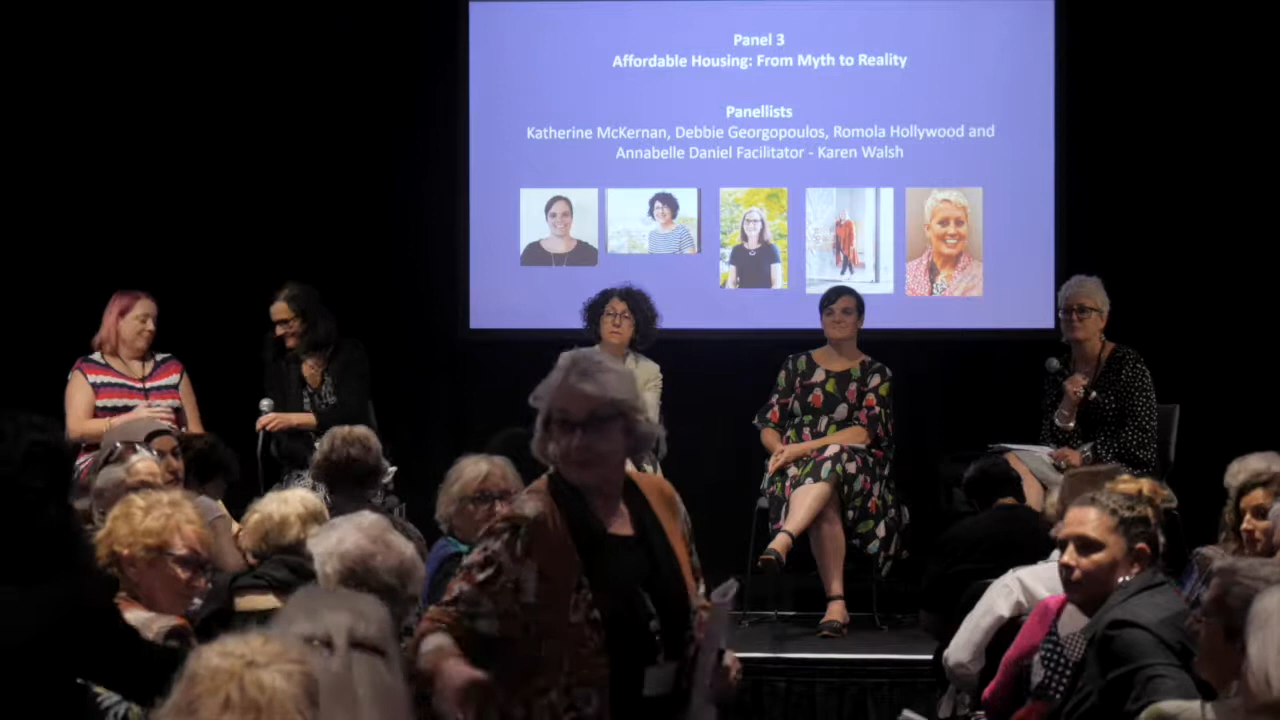 Panel 3
Affordable Housing: From Myth to Reality
Panellists
Katherine McKernan, Debbie Georgopoulos, Romola Hollywood and
Annabelle Daniel Facilitator - Karen Walsh